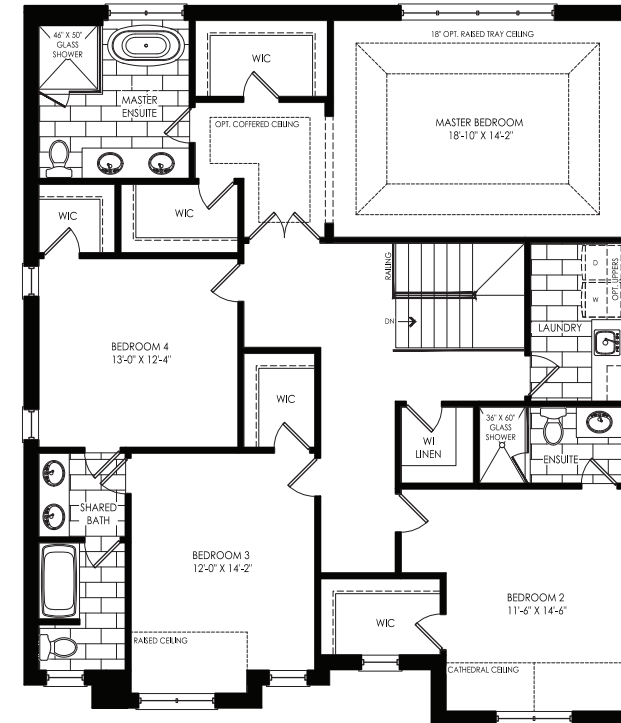 46" X 50"
GLASS
SHOWER
WIC
18" OPT. RAISED TRAY CEILING
MASTER
ENSUITE
OPT. COFFERED CEILING
MASTER BEDROOM
18'-10" X 14'-2"
WIC
WIC
RAILING
D
W
OPT. UPPERS
DN
LAUNDRY
BEDROOM 4
13'-0" X 12'-4"
WIC
WI
LINEN
36" X 60"
GLASS
SHOWER
ENSUITE
SHARED
BATH
BEDROOM 3
12'-0" X 14'-2"
BEDROOM 2
11'-6" X 14'-6"
WIC
RAISED CEILING
CATHEDRAL CEILING